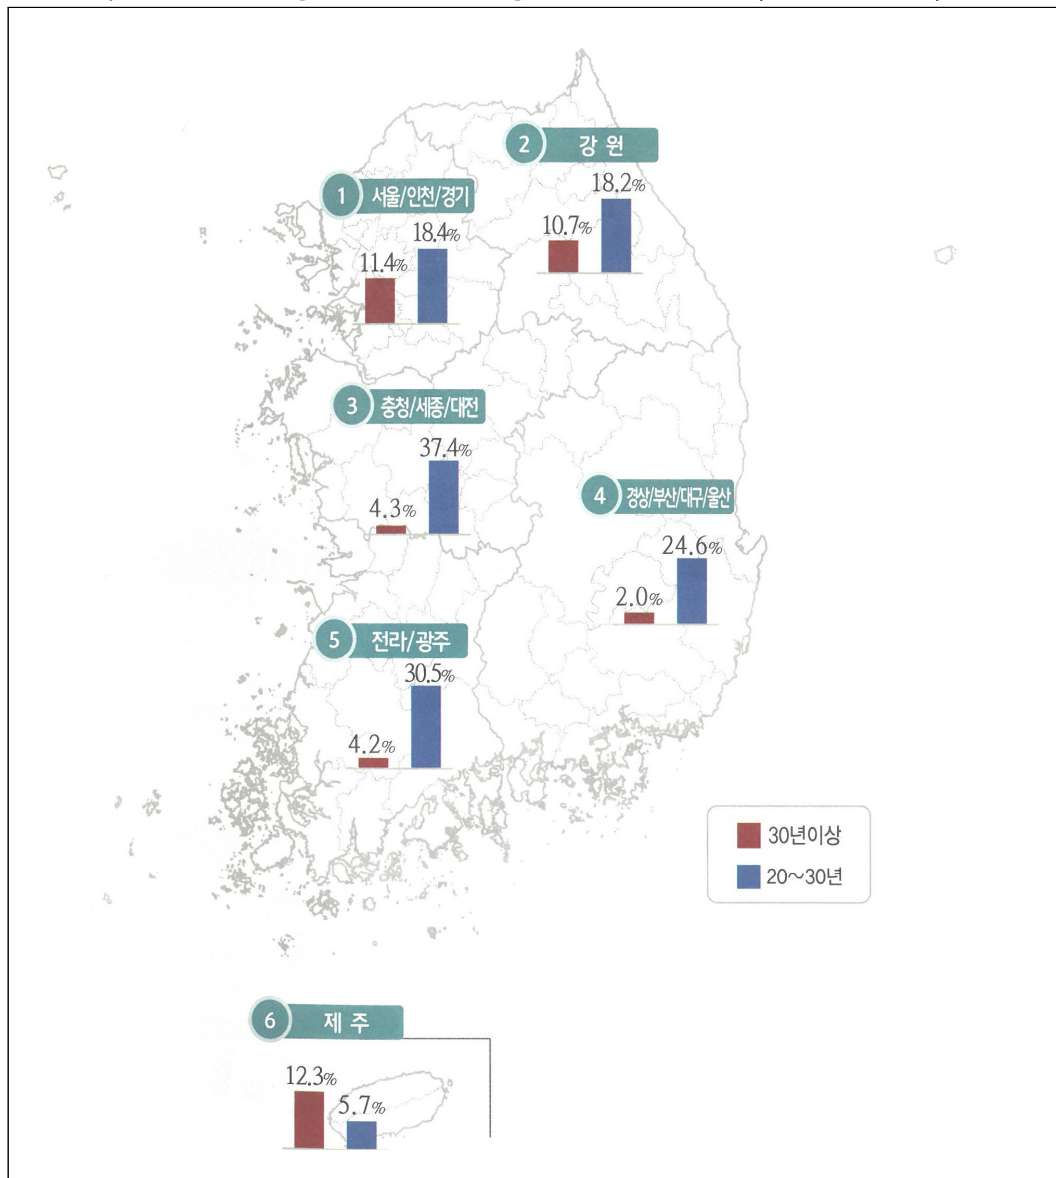 2 강 원
18.2%
10.7%
1 서울/인천/경기
18.4%
11.4%
3 충청/세종/대전
37.4%
4.3%
4 경상/부산/대구/울산
24.6%
2.0%
5 전라/광주
30.5%
4.2%
30년이상
20~30년
6 제 주
12.3%
5.7%